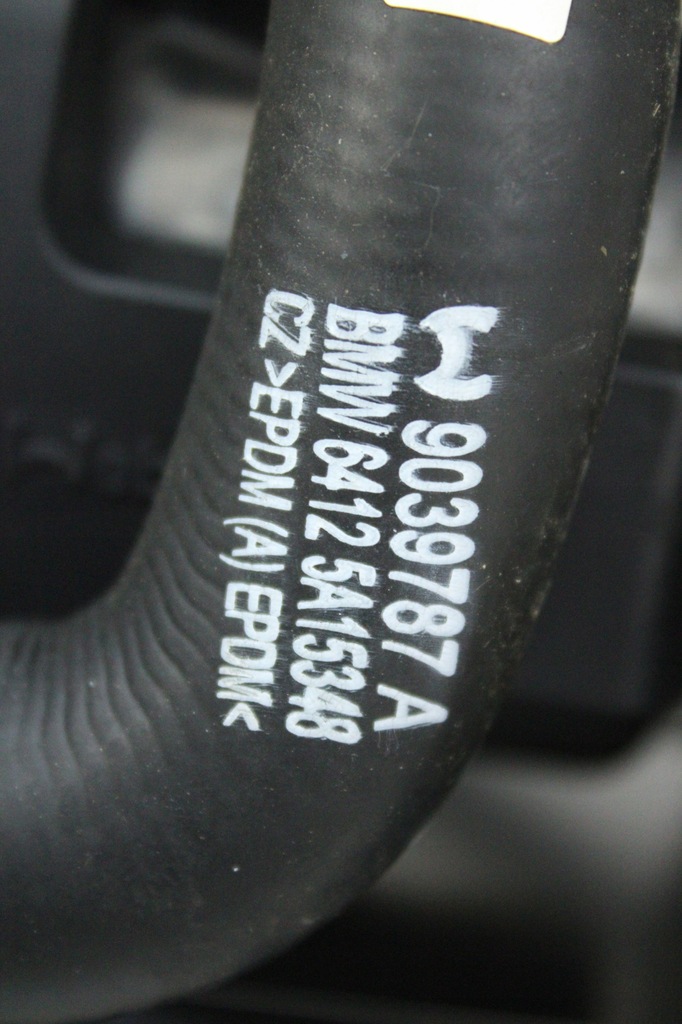 9039787 A
BMW 6412 5A15348
CZ >EPDM (A) EPDM<